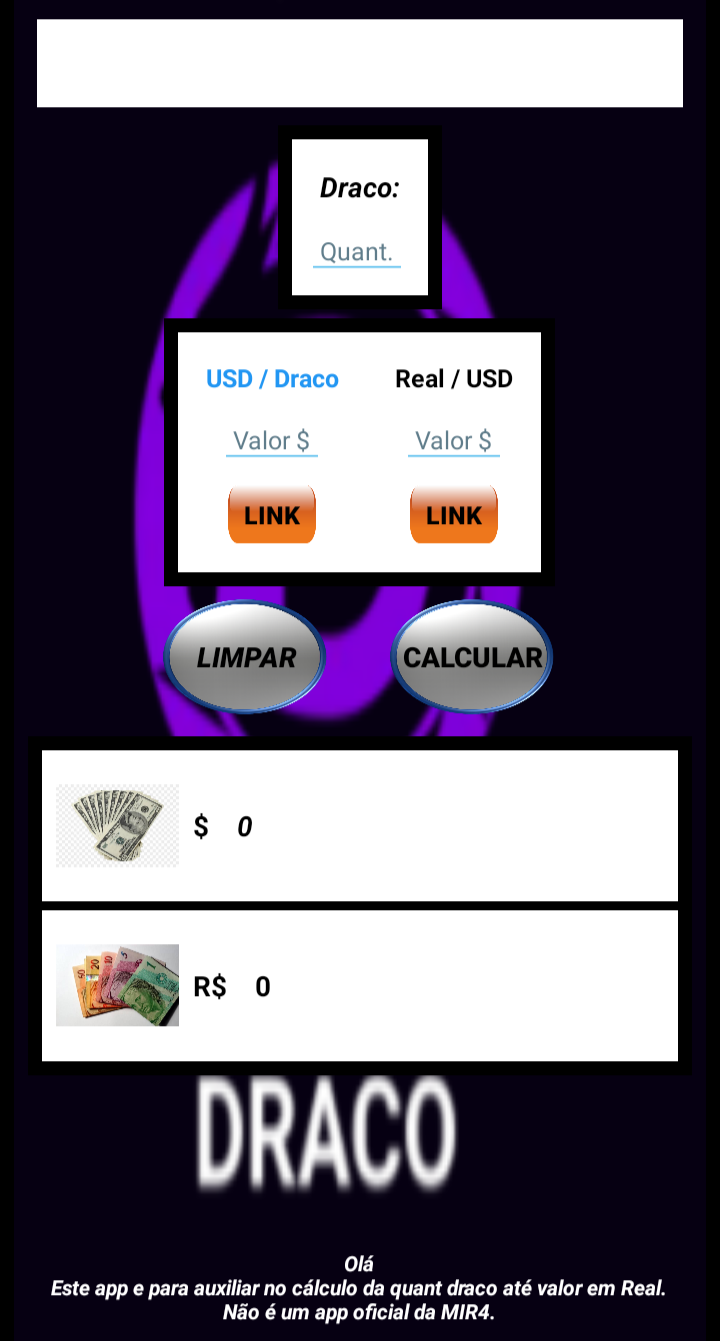 Draco:
Quant.
USD / Draco Real / USD
Valor $ Valor $
LINK LINK
LIMPAR CALCULAR
$ 0
R$ 0
DRACO
Olá
Este app e para auxiliar no cálculo da quant draco até valor em Real.
Não é um app oficial da MIR4.